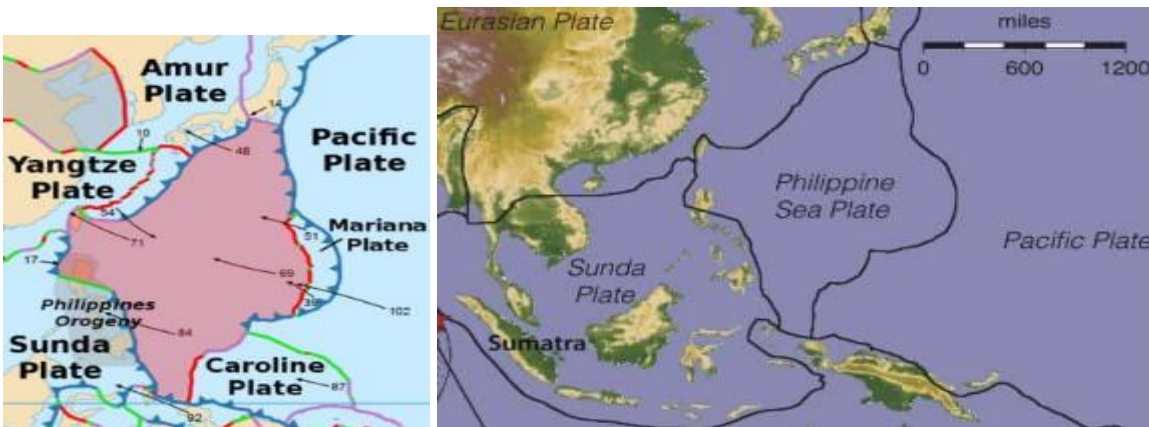 Amur
Plate
14
10
48
Pacific
Plate
Yangtze
Plate
54
71
51
Mariana
Plate
17
69
39
102
Philippines
Orogeny
84
Sunda
Plate
Caroline
Plate
87
92
Eurasian Plate
miles
0 600 1200
Philippine
Sea Plate
Pacific Plate
Sunda
Plate
Sumatra